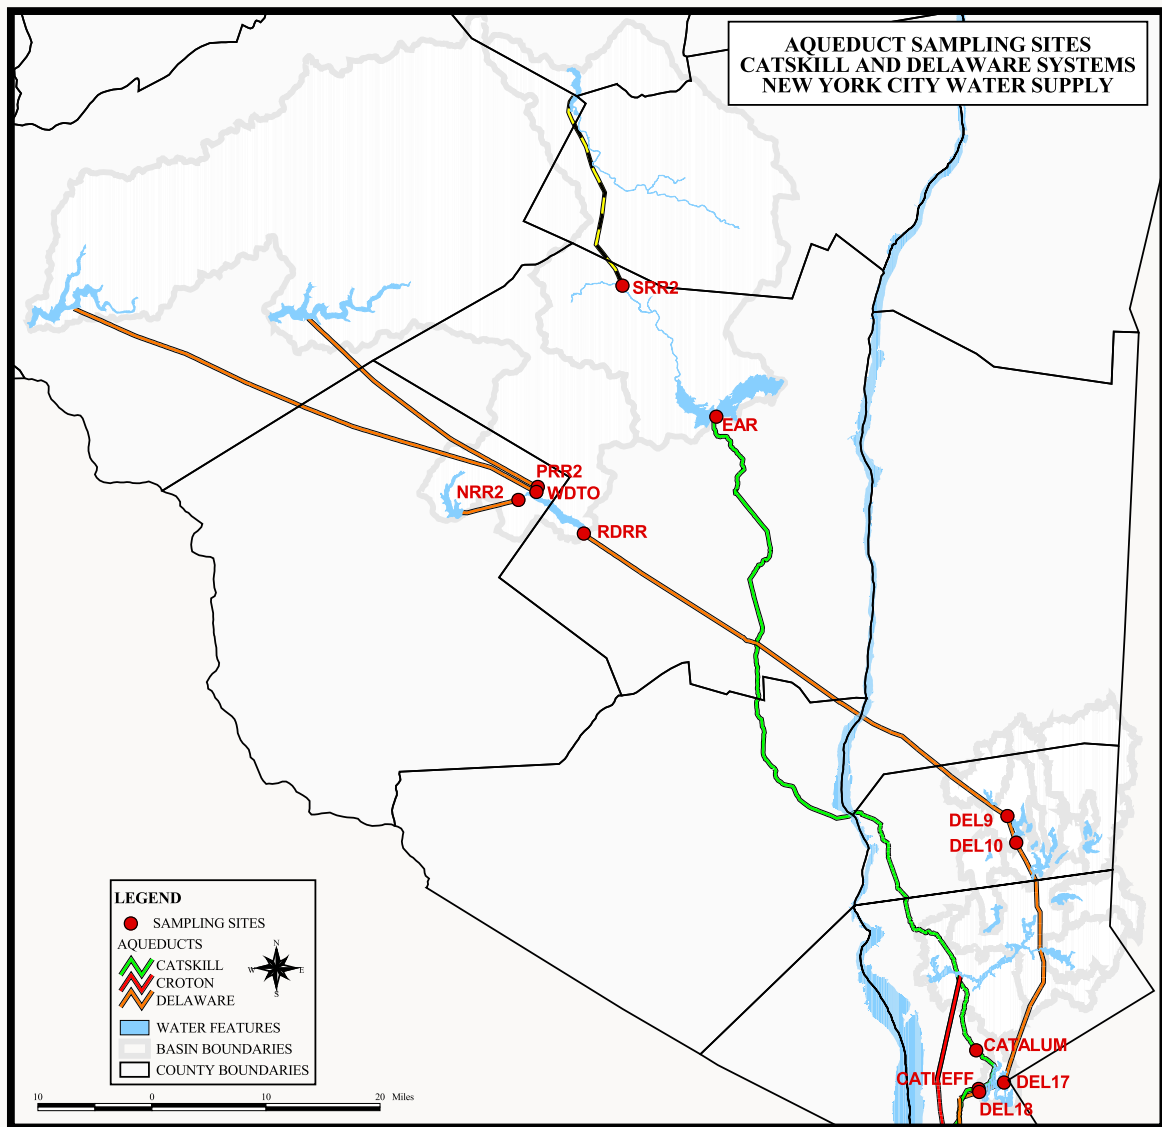 AQUEDUCT SAMPLING SITES
CATSKILL AND DELAWARE SYSTEMS
NEW YORK CITY WATER SUPPLY
SRR2
EAR
PRR2
NRR2
WDTO
RDRR
DEL9
DEL10
CATALUM
CATLEFF
DEL17
DEL18
LEGEND
SAMPLING SITES
AQUEDUCTS
CATSKILL
CROTON
DELAWARE
N
W
E
S
WATER FEATURES
BASIN BOUNDARIES
COUNTY BOUNDARIES
10 0 10 20 Miles